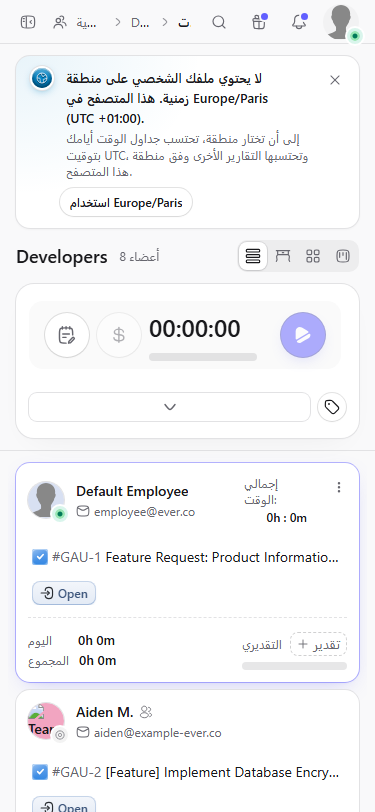 ية...
D...
ت
لا يحتوي ملفك الشخصي على منطقة
زمنية. هذا المتصفح في Europe/Paris
(UTC +01:00).
إلى أن تختار منطقة، تحتسب جداول الوقت أيامك
بتوقيت UTC، وتحتسبها التقارير الأخرى وفق منطقة
هذا المتصفح.
استخدام Europe/Paris
Developers
8 أعضاء
$
00:00:00
Default Employee
employee@ever.co
إجمالي
الوقت:
0h : 0m
#GAU-1 Feature Request: Product Informatio...
Open
اليوم 0h 0m
المجموع 0h 0m
التقديري
+ تقدير
Aiden M.
aiden@example-ever.co
#GAU-2 [Feature] Implement Database Encry...
Open